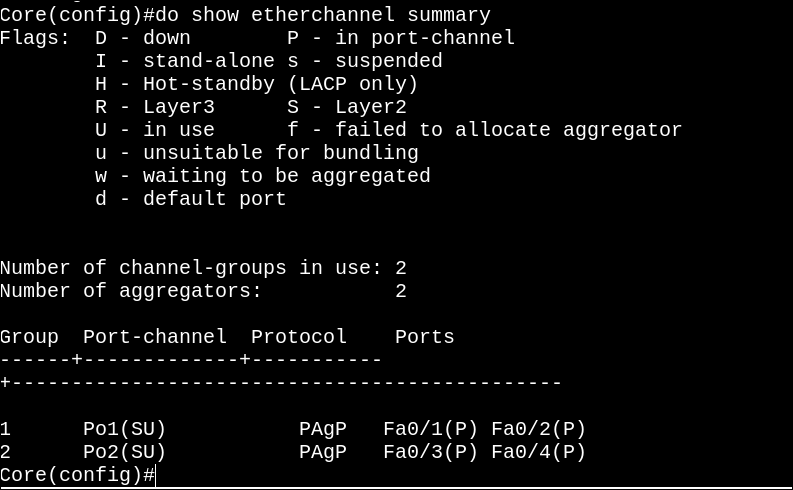 Core(config)#do show etherchannel summary
Flags:  D - down        P - in port-channel
        I - stand-alone s - suspended
        H - Hot-standby (LACP only)
        R - Layer3      S - Layer2
        U - in use      f - failed to allocate aggregator
        u - unsuitable for bundling
        w - waiting to be aggregated
        d - default port
Number of channel-groups in use: 2
Number of aggregators:           2
Group  Port-channel  Protocol    Ports
------+-------------+-----------
+----------------------------------------------
1      Po1(SU)           PAgP   Fa0/1(P) Fa0/2(P)
2      Po2(SU)           PAgP   Fa0/3(P) Fa0/4(P)
Core(config)#